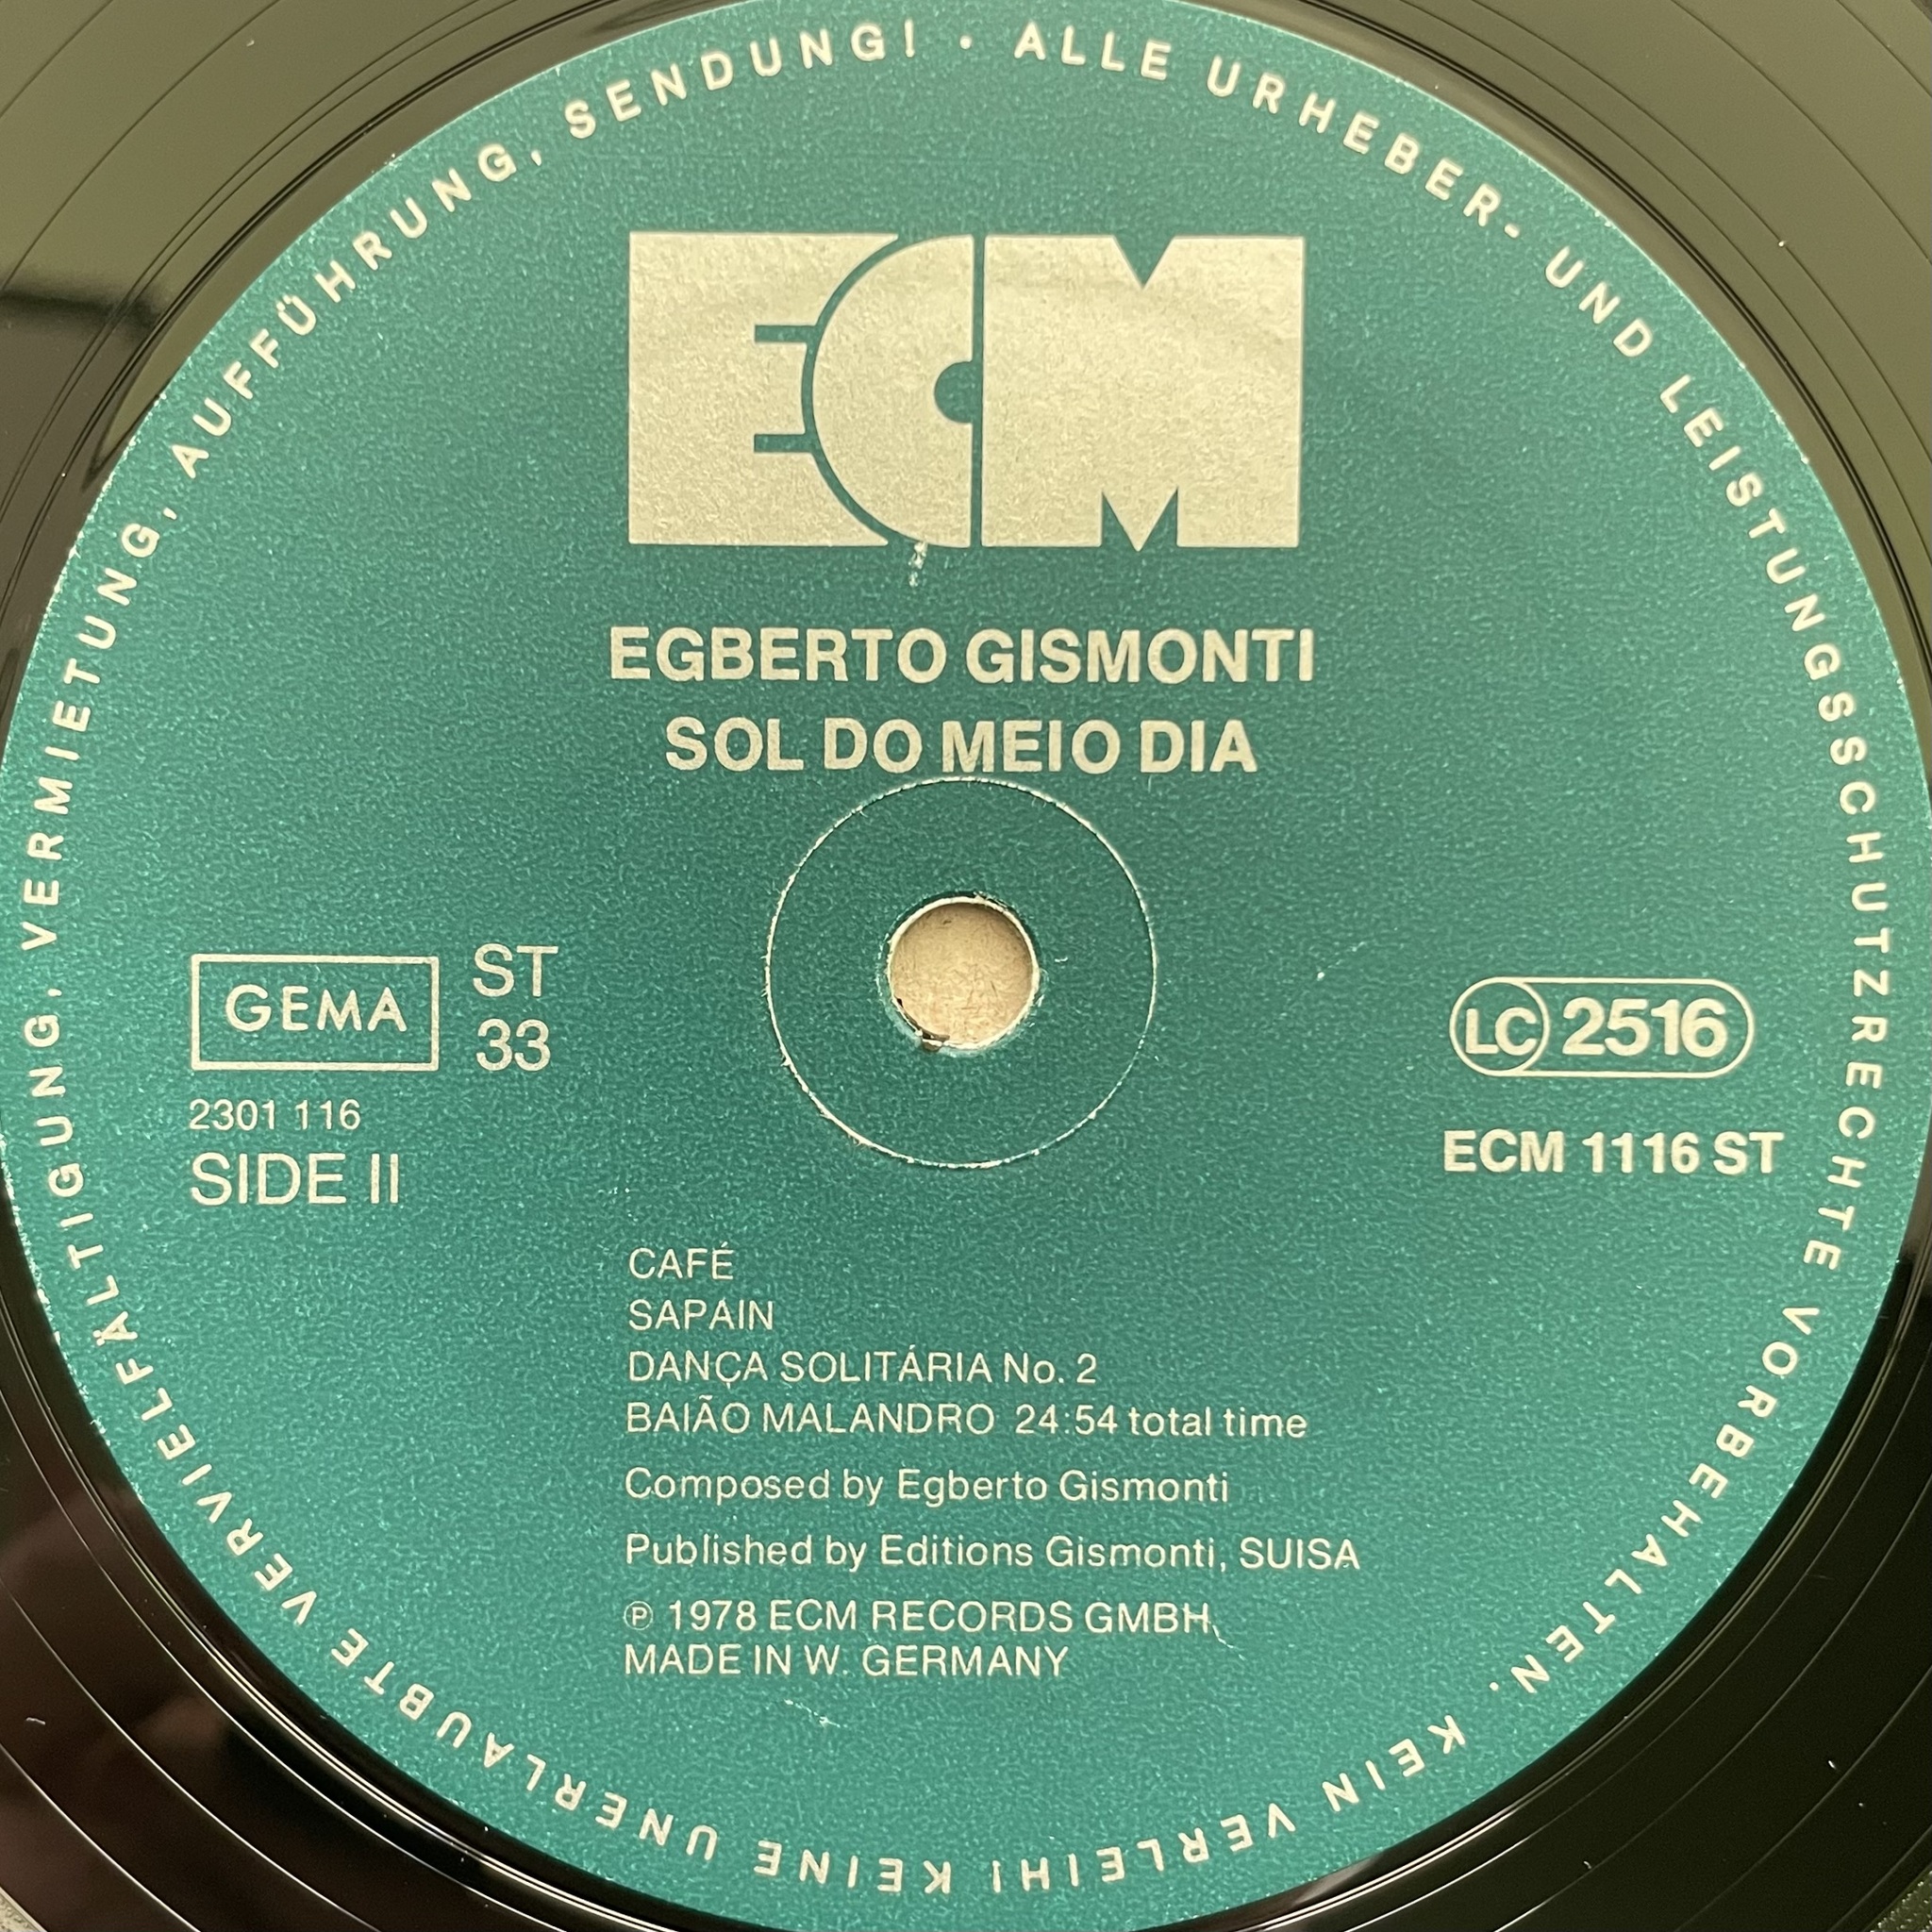 ALLE URHEBER- UND LEISTUNGSSCHUTZRECHTE VORBEHALTEN. KEIN VERLEIH! KEINE UNERLAUBTE VERVIELFÄLTIGUNG, VERMIETUNG, AUFFÜHRUNG, SENDUNG! ·
ECM
EGBERTO GISMONTI
SOL DO MEIO DIA
GEMA
ST
33
2301 116
SIDE II
LC 2516
ECM 1116 ST
CAFÉ
SAPAIN
DANÇA SOLITÁRIA No. 2
BAIÃO MALANDRO 24:54 total time
Composed by Egberto Gismonti
Published by Editions Gismonti, SUISA
℗ 1978 ECM RECORDS GMBH
MADE IN W. GERMANY